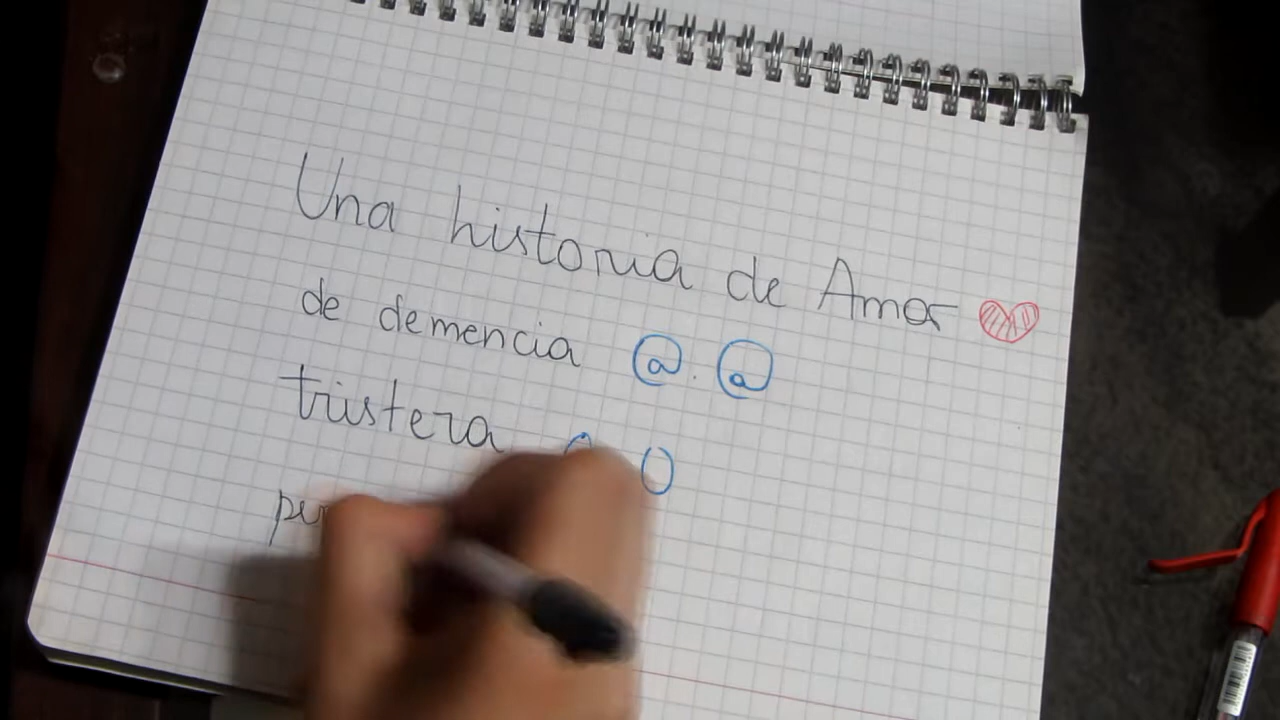 Una historia de Amor
de demencia @.@
tristeza